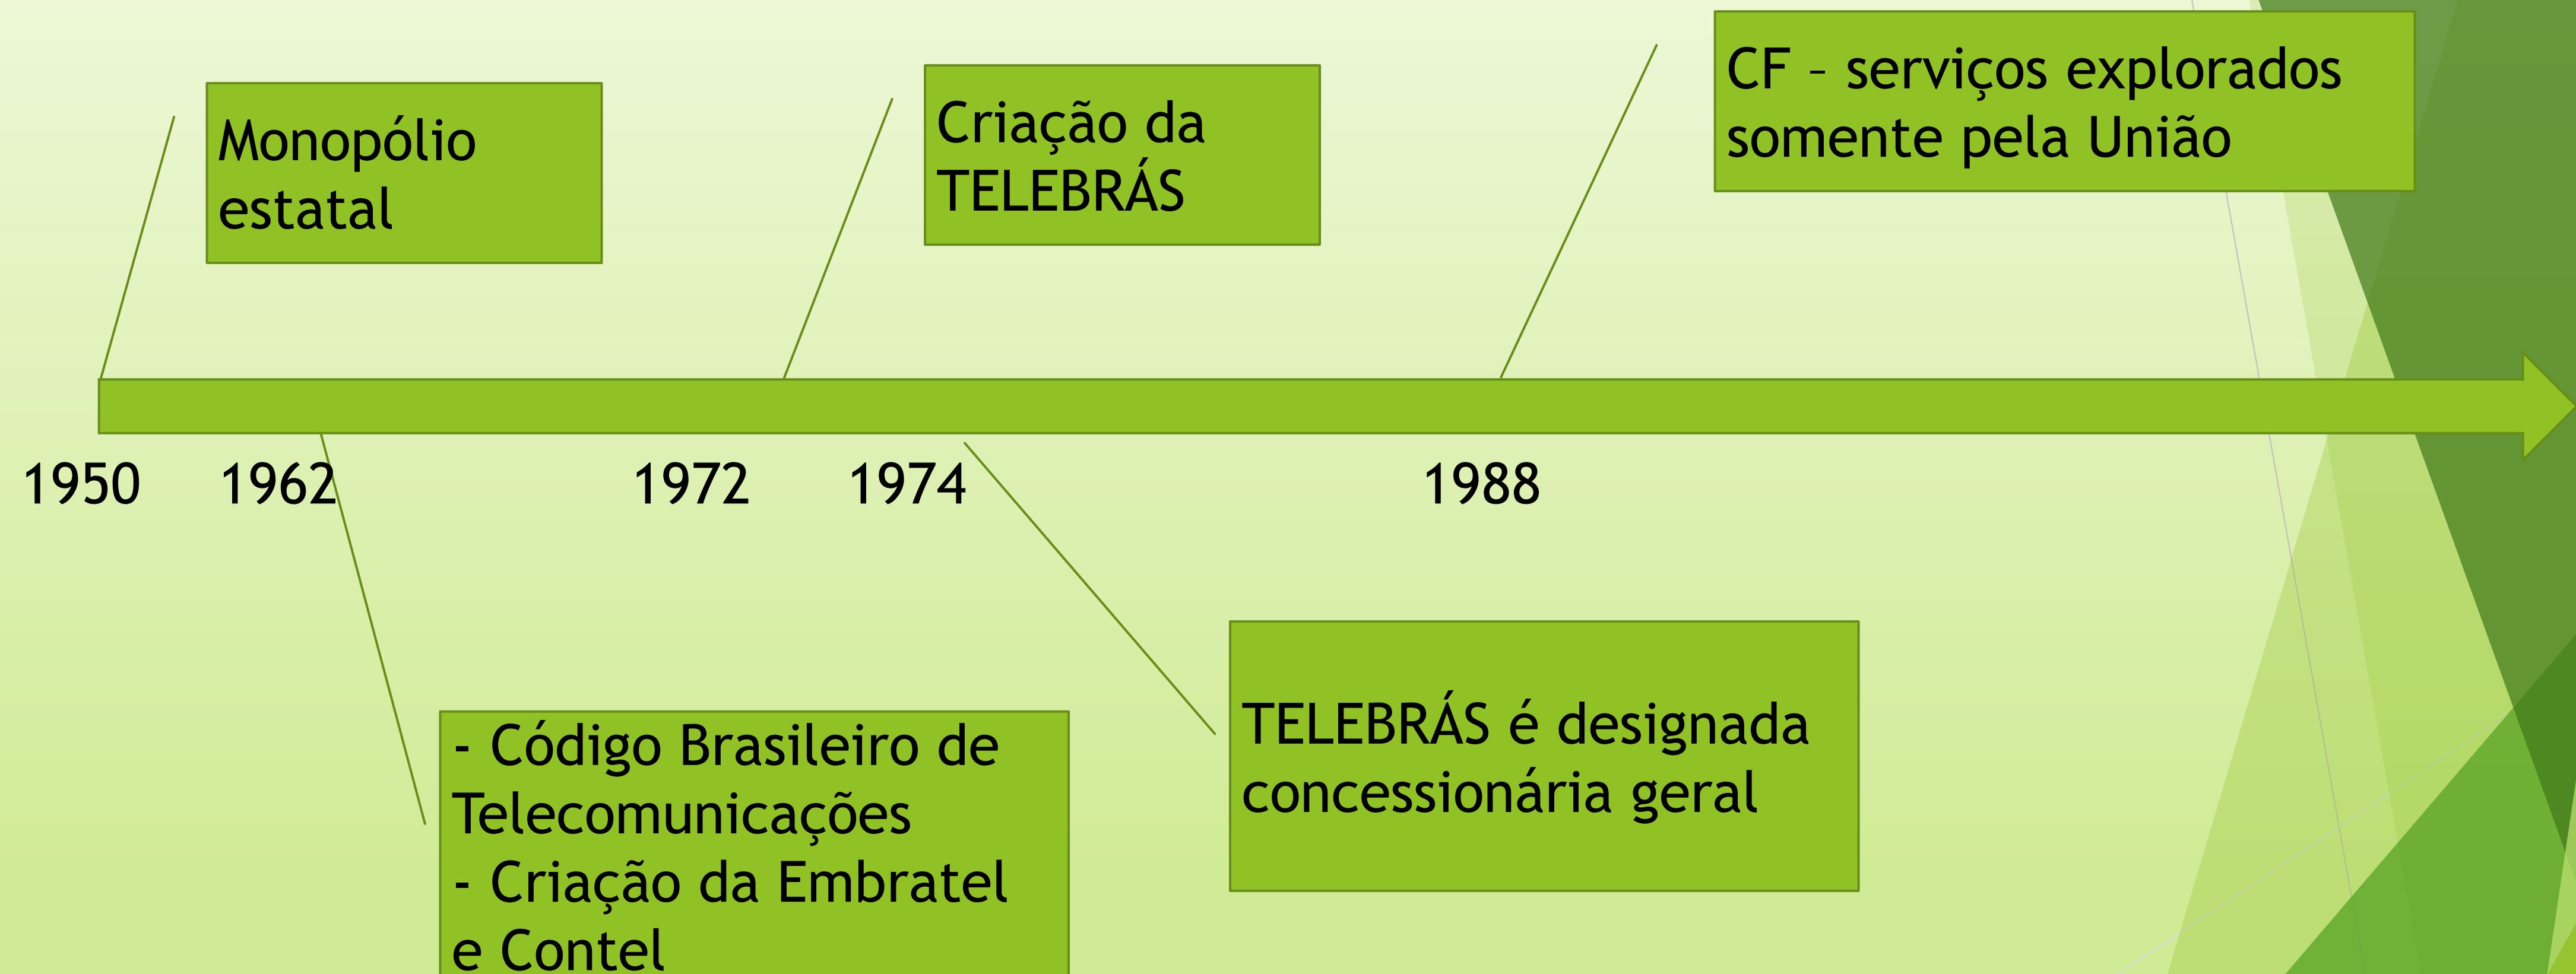 Monopólio
estatal
Criação da
TELEBRÁS
CF – serviços explorados
somente pela União
1950
1962
1972
1974
1988
- Código Brasileiro de
Telecomunicações
- Criação da Embratel
e Contel
TELEBRÁS é designada
concessionária geral